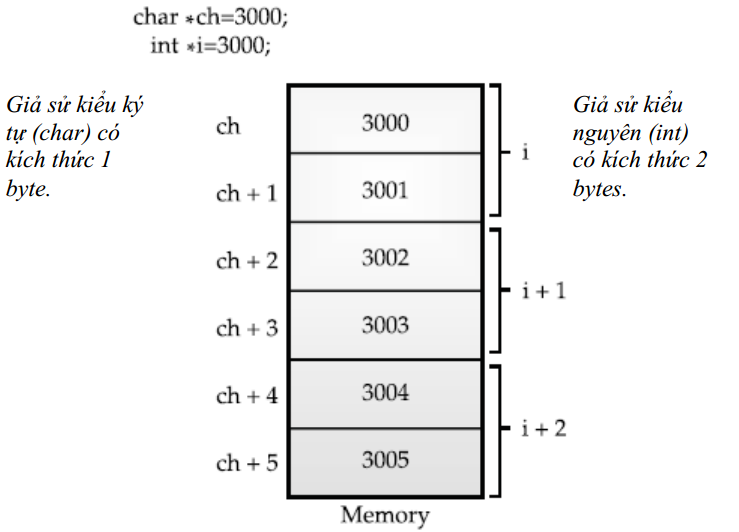 char *ch=3000;
int *i=3000;
Giả sử kiểu ký
tự (char) có
kích thức 1
byte.
ch
3000
ch + 1
3001
ch + 2
3002
ch + 3
3003
ch + 4
3004
ch + 5
3005
i
i + 1
i + 2
Giả sử kiểu
nguyên (int)
có kích thức 2
bytes.
Memory